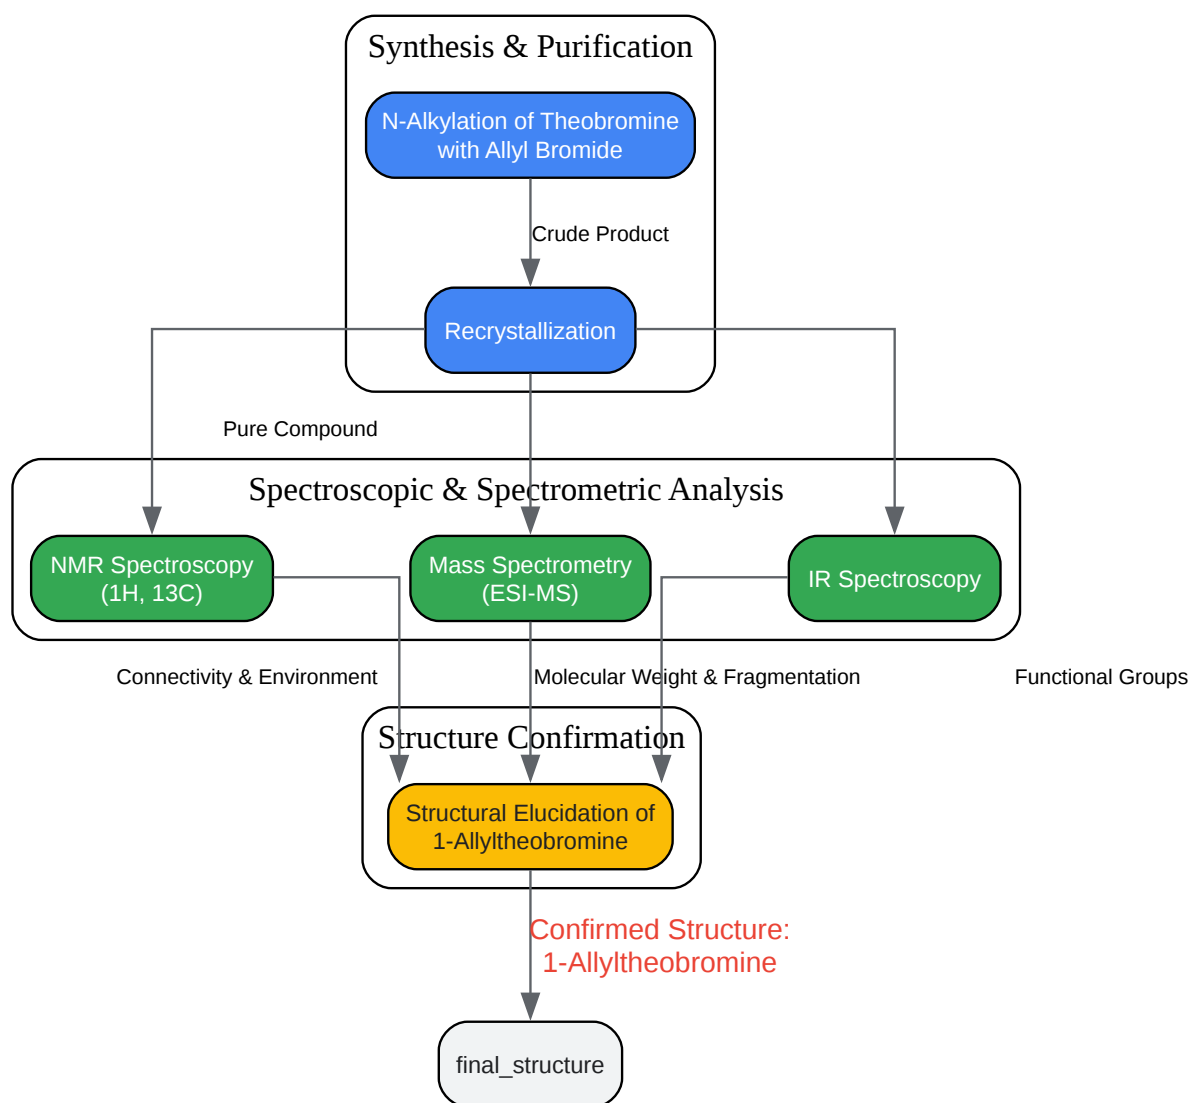 Synthesis & Purification
N-Alkylation of Theobromine
with Allyl Bromide
Crude Product
Recrystallization
Pure Compound
Spectroscopic & Spectrometric Analysis
NMR Spectroscopy
(1H, 13C)
Mass Spectrometry
(ESI-MS)
IR Spectroscopy
Connectivity & Environment
Molecular Weight & Fragmentation
Functional Groups
Structure Confirmation
Structural Elucidation of
1-Allyltheobromine
Confirmed Structure:
1-Allyltheobromine
final_structure